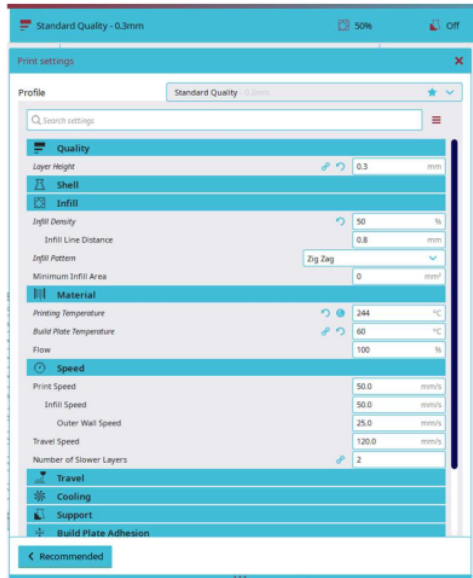 Standard Quality - 0.3mm 50% Off
Print settings
Profile Standard Quality - 0.2mm
Search settings
Quality
Layer Height 0.3 mm
Shell
Infill
Infill Density 50 %
Infill Line Distance 0.8 mm
Infill Pattern Zig Zag
Minimum Infill Area 0 mm²
Material
Printing Temperature 244 °C
Build Plate Temperature 60 °C
Flow 100 %
Speed
Print Speed 50.0 mm/s
Infill Speed 50.0 mm/s
Outer Wall Speed 25.0 mm/s
Travel Speed 120.0 mm/s
Number of Slower Layers 2
Travel
Cooling
Support
Build Plate Adhesion
Recommended